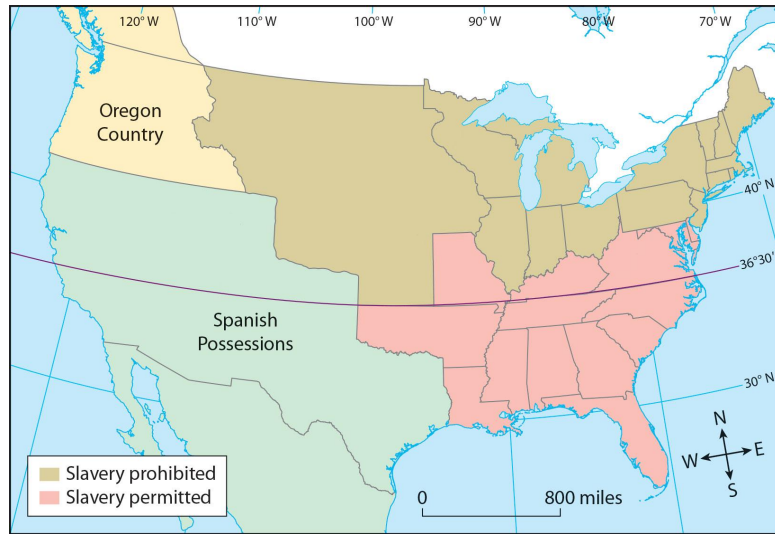 120° W
110° W
100° W
90° W
80° W
70° W
Oregon
Country
40° N
36°30'
Spanish
Possessions
30° N
N
W
E
S
Slavery prohibited
Slavery permitted
0
800 miles